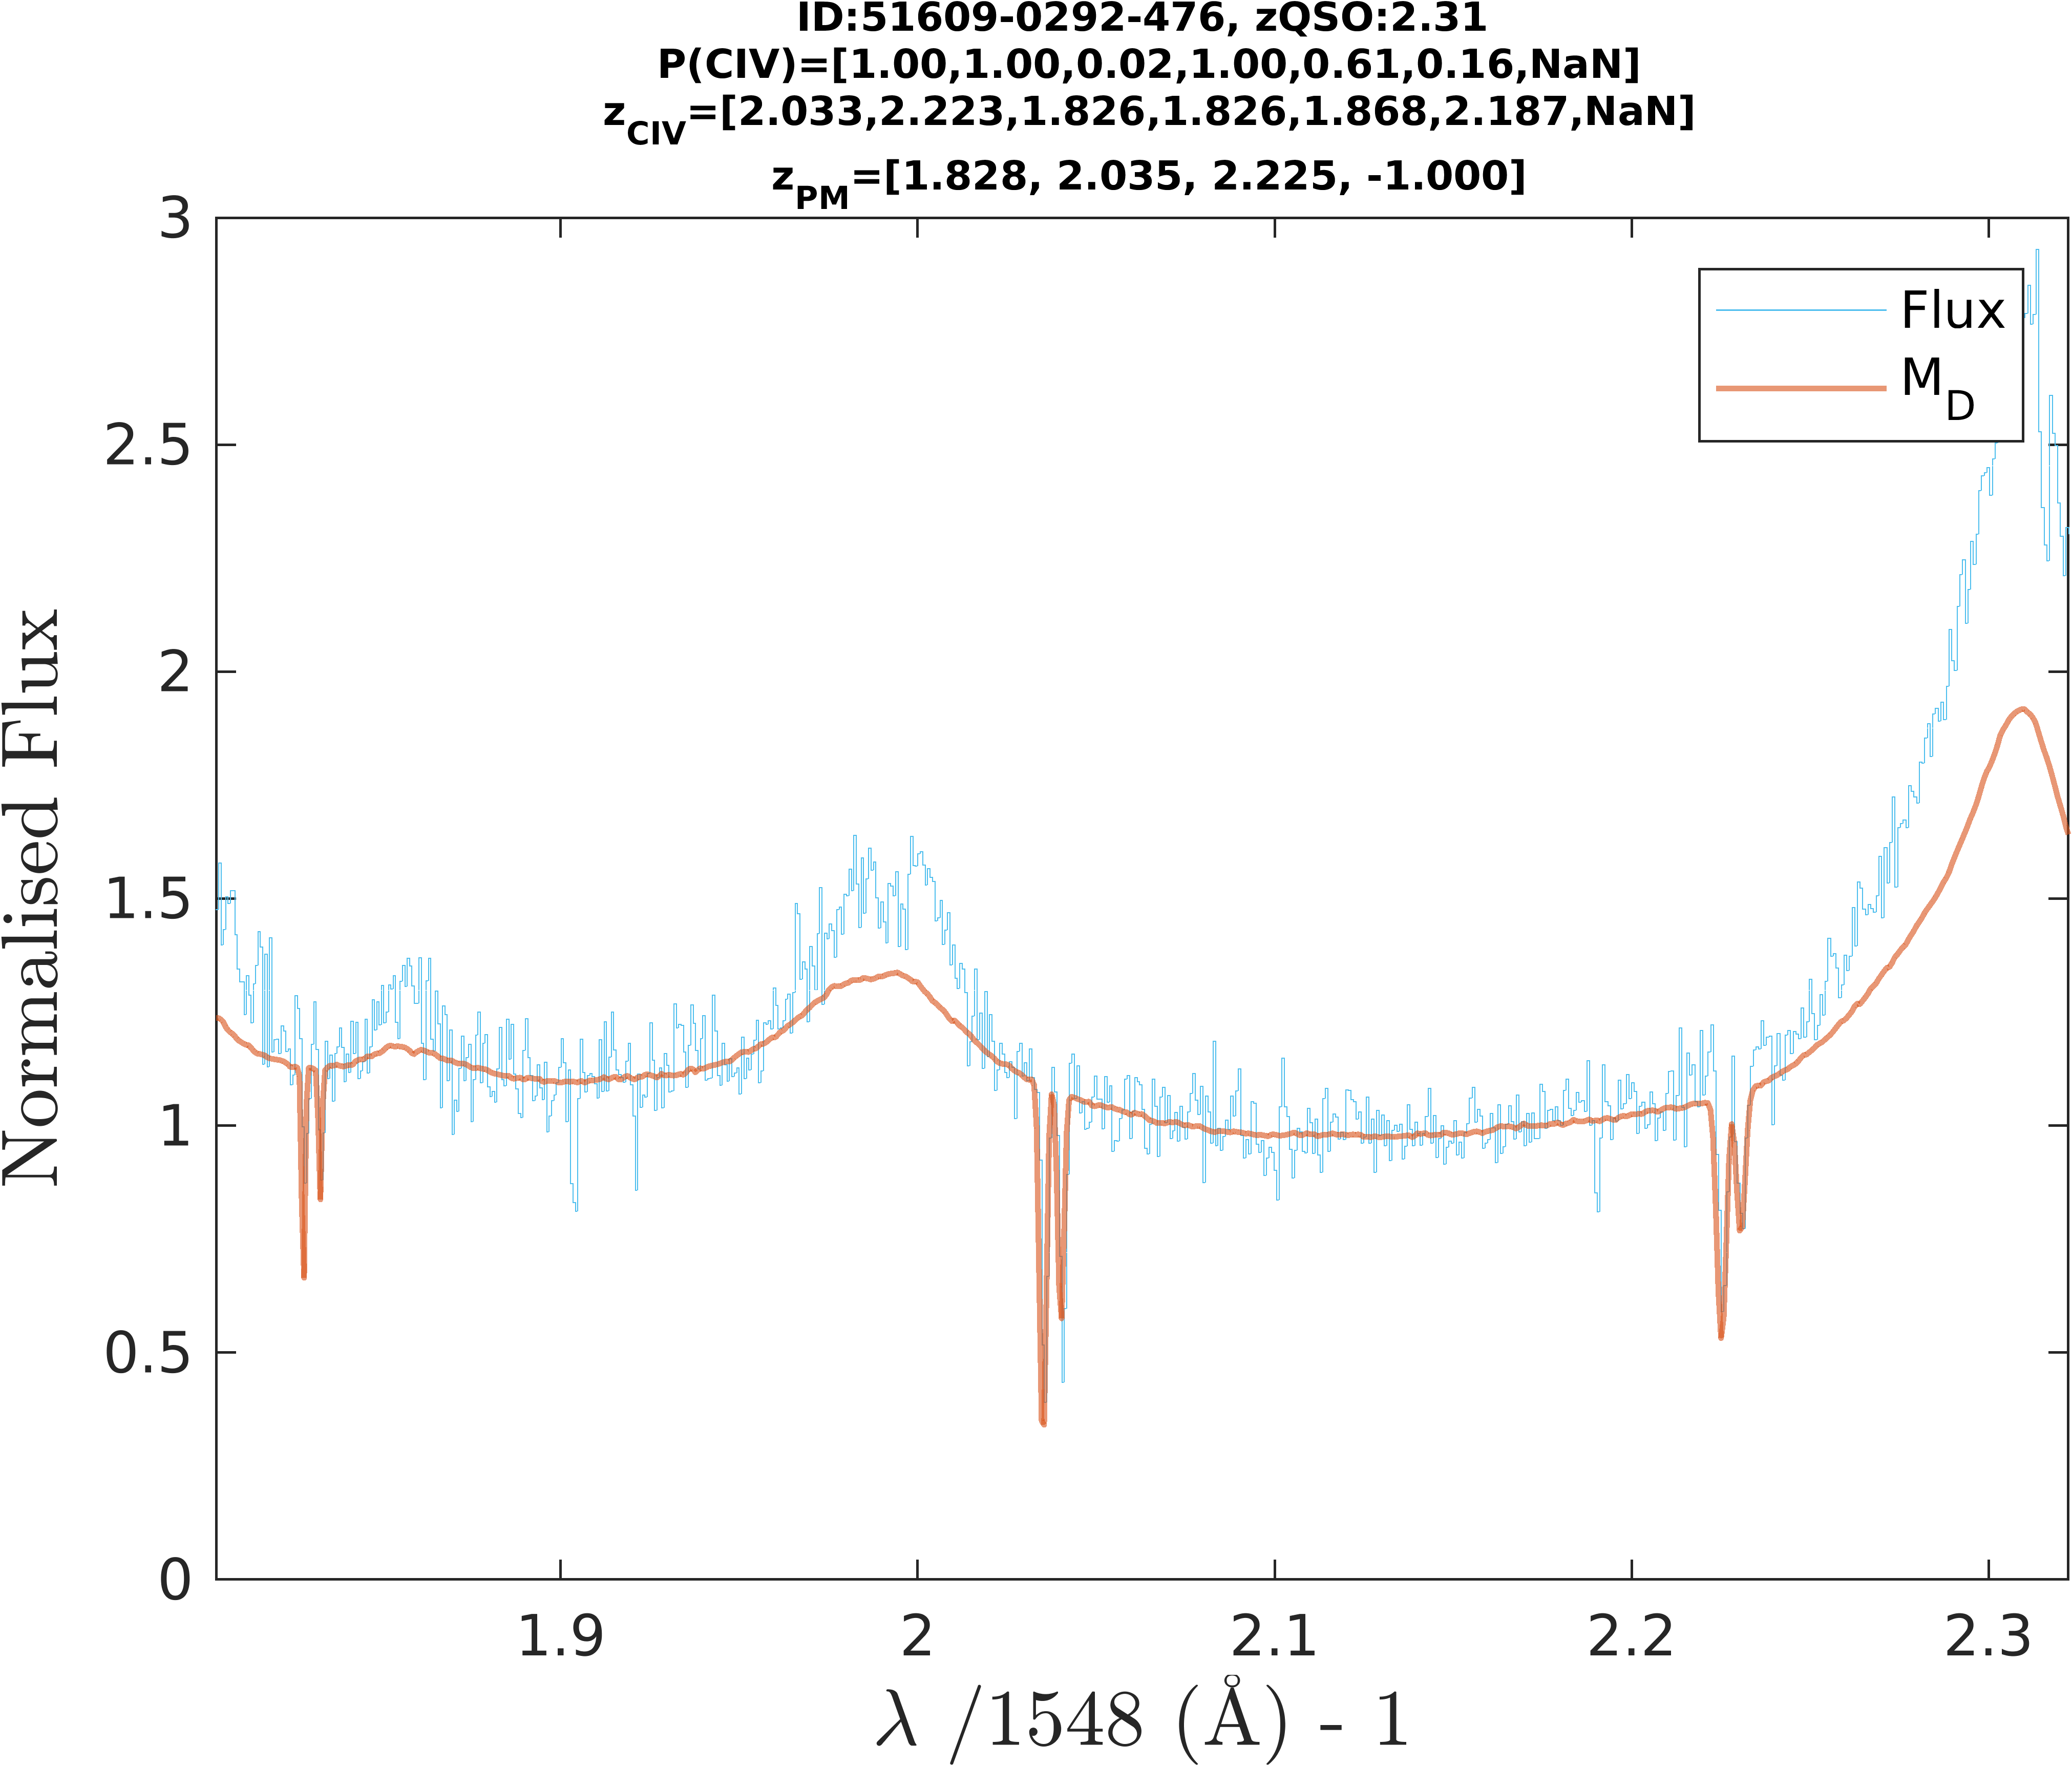 ID:51609-0292-476, zQSO:2.31
P(CIV)=[1.00,1.00,0.02,1.00,0.61,0.16,NaN]
zCIV=[2.033,2.223,1.826,1.826,1.868,2.187,NaN]
zPM=[1.828, 2.035, 2.225, -1.000]
3
2.5
2
1.5
1
0.5
0
Normalised Flux
Flux
MD
1.9
2
2.1
2.2
2.3
λ /1548 (Å) - 1